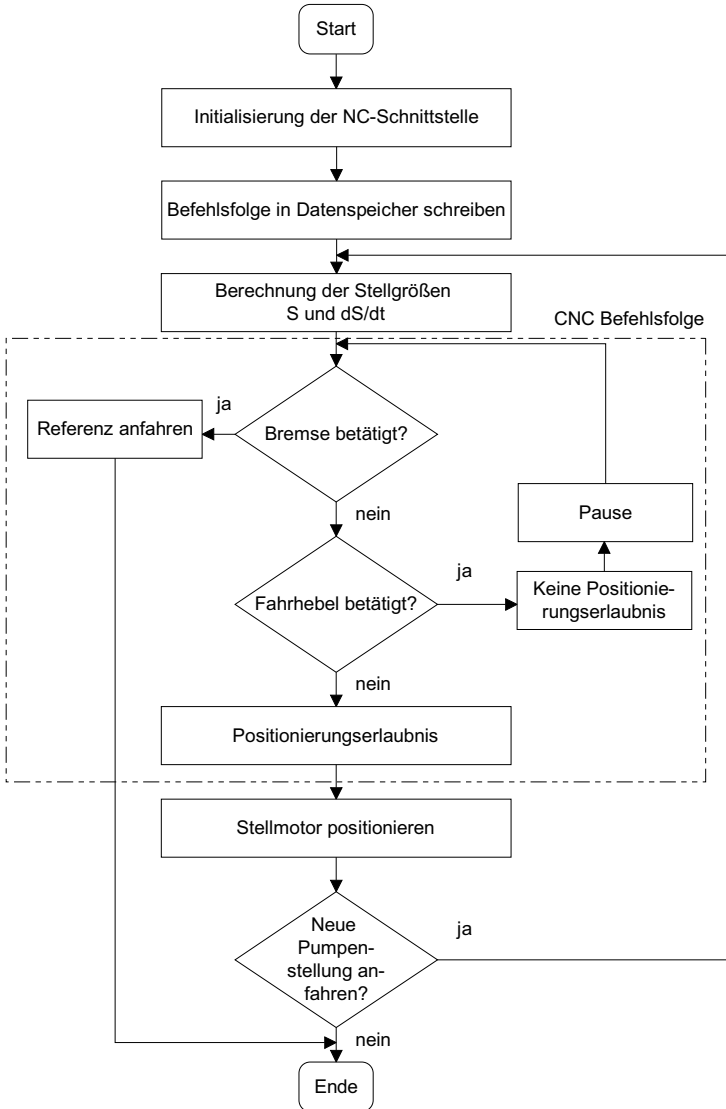 Start
Initialisierung der NC-Schnittstelle
Befehlsfolge in Datenspeicher schreiben
Berechnung der Stellgrößen
S und dS/dt
CNC Befehlsfolge
Bremse betätigt?
ja
Referenz anfahren
nein
Fahrhebel betätigt?
ja
Keine Positionie-
rungserlaubnis
Pause
nein
Positionierungserlaubnis
Stellmotor positionieren
Neue
Pumpen-
stellung an-
fahren?
ja
nein
Ende